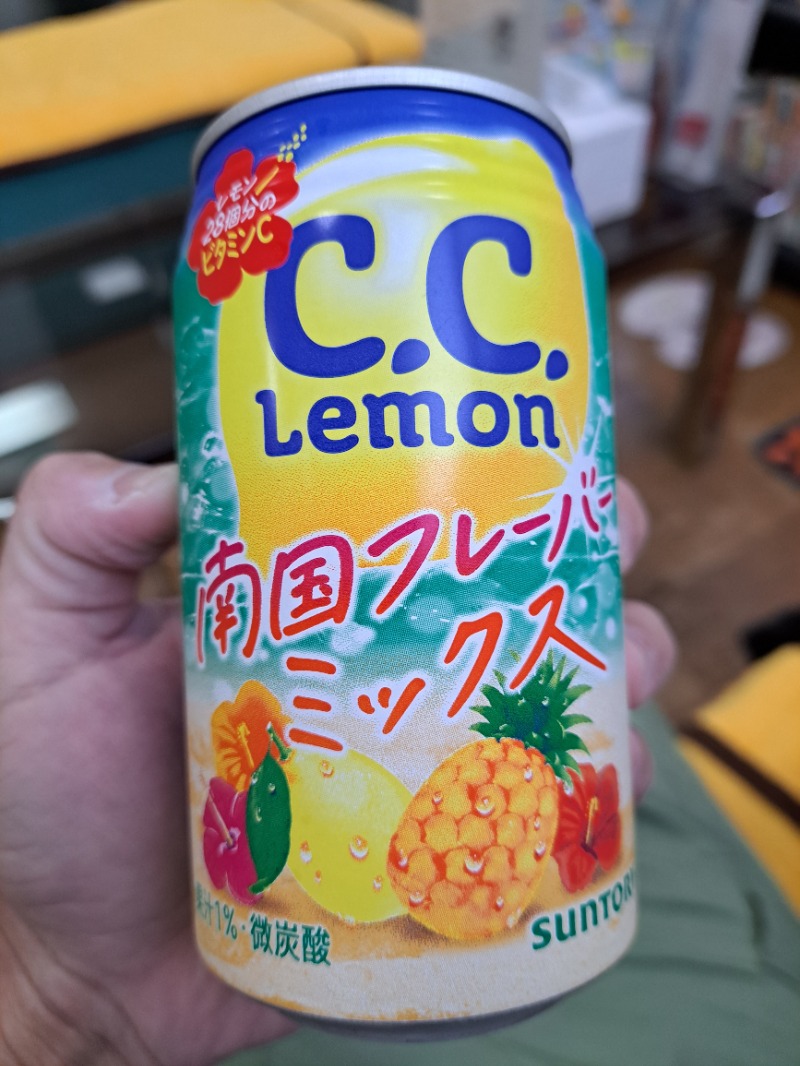 レモン
28個分の
ビタミンC
C.C.
Lemon
南国フレーバー
ミックス
果汁1%・微炭酸
SUNTORY